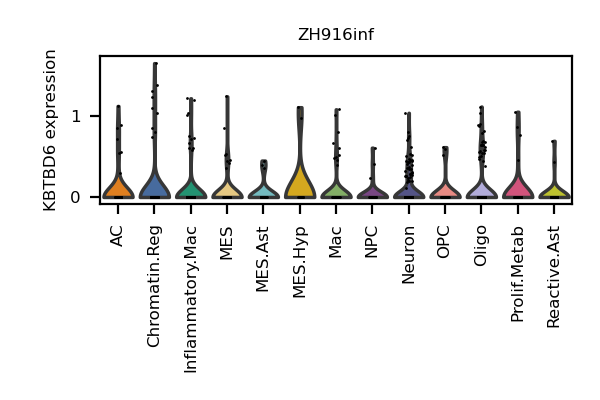 ZH916inf
KBTBD6 expression
1
0
AC
Chromatin.Reg
Inflammatory.Mac
MES
MES.Ast
MES.Hyp
Mac
NPC
Neuron
OPC
Oligo
Prolif.Metab
Reactive.Ast